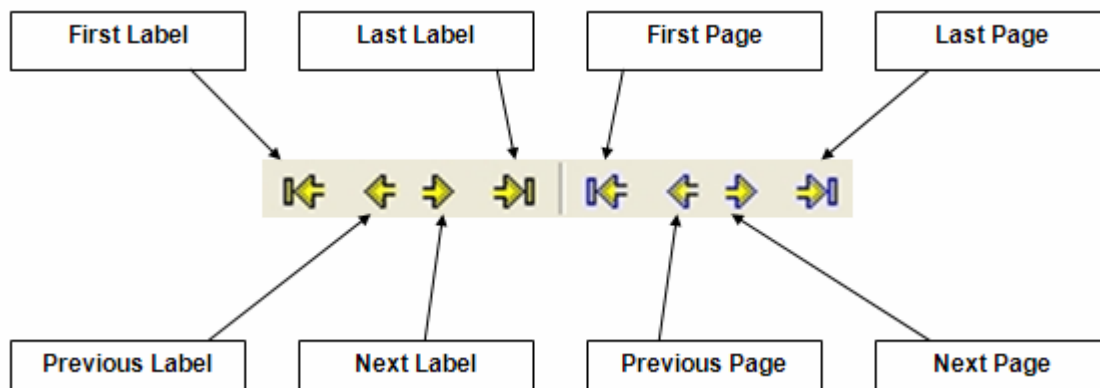 First Label
Last Label
First Page
Last Page
Previous Label
Next Label
Previous Page
Next Page